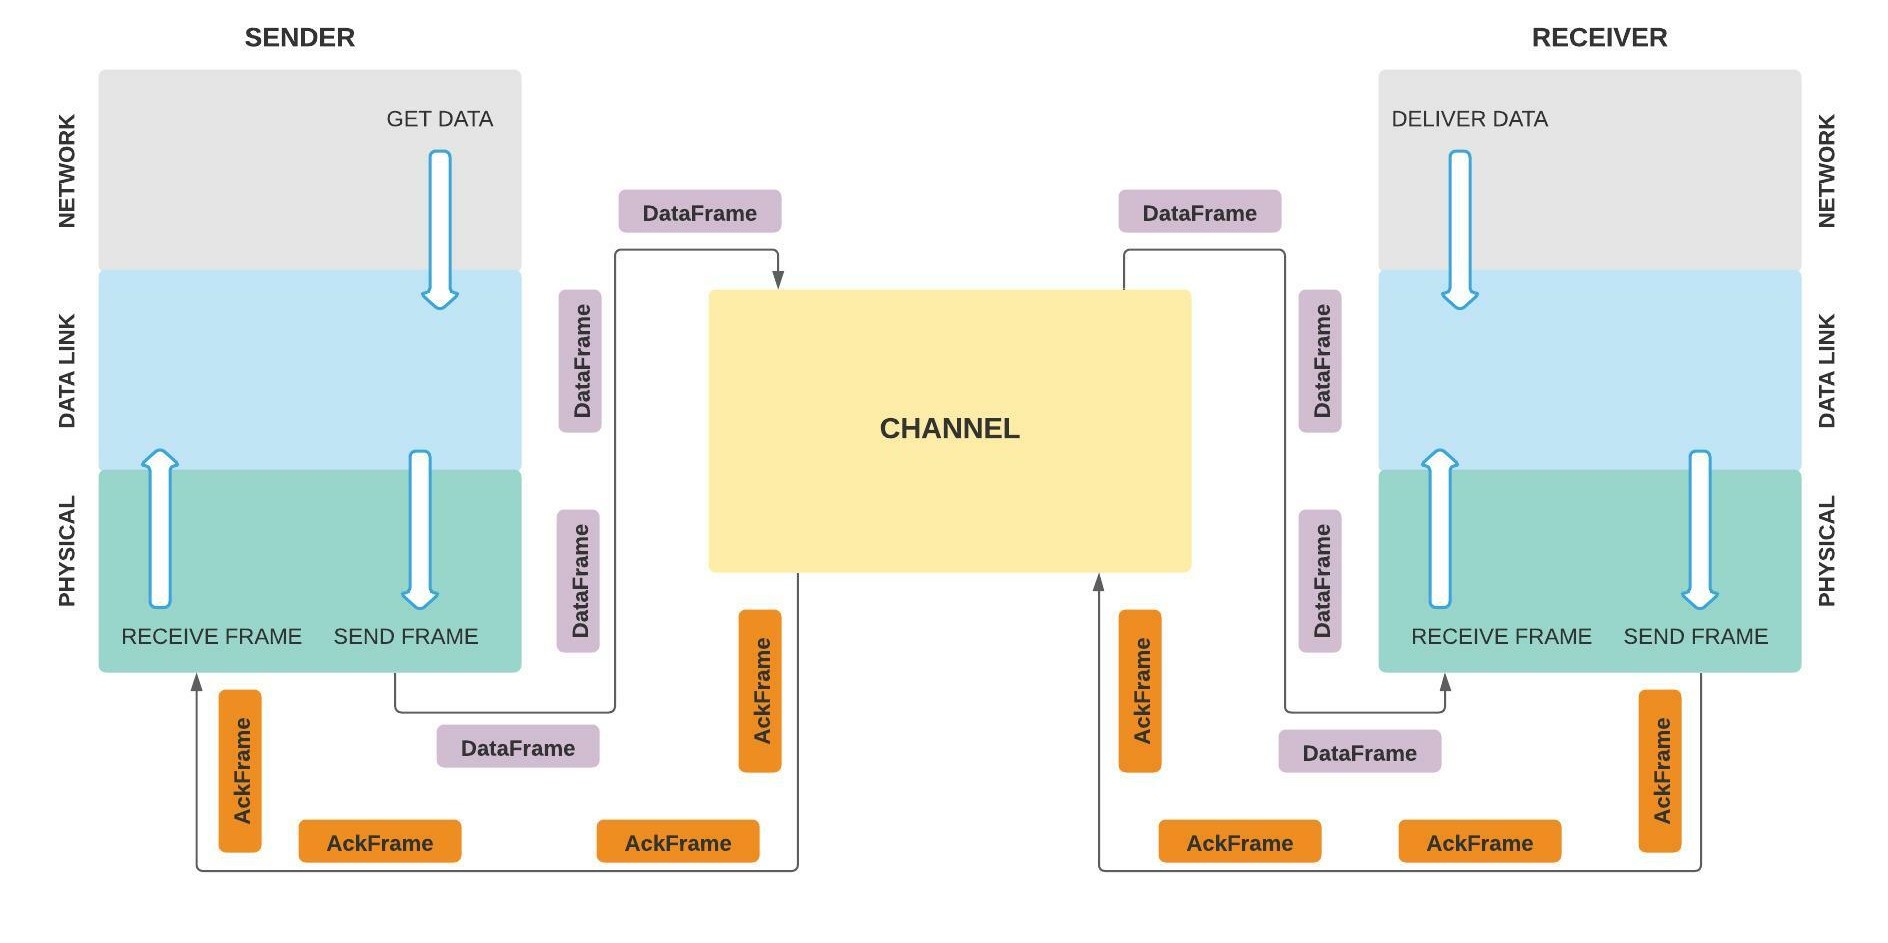 SENDER
RECEIVER
NETWORK
GET DATA
DELIVER DATA
NETWORK
DataFrame
DataFrame
DATA LINK
DataFrame
CHANNEL
DataFrame
DATA LINK
PHYSICAL
DataFrame
DataFrame
PHYSICAL
RECEIVE FRAME
SEND FRAME
RECEIVE FRAME
SEND FRAME
AckFrame
AckFrame
AckFrame
DataFrame
DataFrame
AckFrame
AckFrame
AckFrame
AckFrame
AckFrame